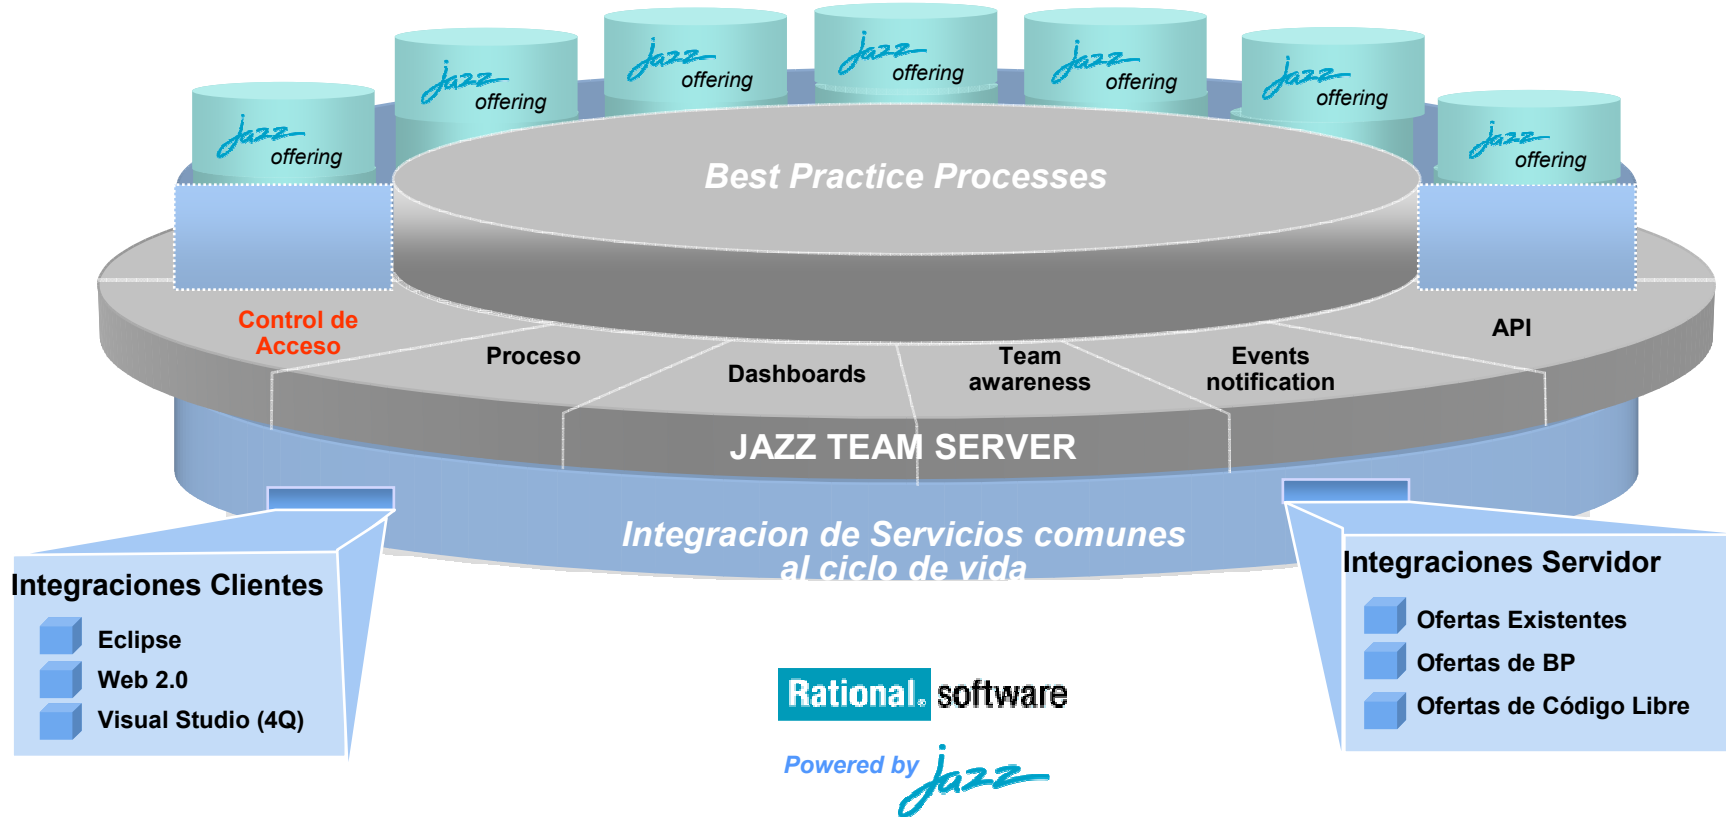 jazz
offering
jazz
offering
jazz
offering
jazz
offering
jazz
offering
jazz
offering
jazz
offering
Best Practice Processes
Control de
Acceso
Proceso
Dashboards
Team
awareness
Events
notification
API
JAZZ TEAM SERVER
Integracion de Servicios comunes
al ciclo de vida
Integraciones Clientes
Eclipse
Web 2.0
Visual Studio (4Q)
Integraciones Servidor
Ofertas Existentes
Ofertas de BP
Ofertas de Código Libre
Rational® software
Powered by jazz